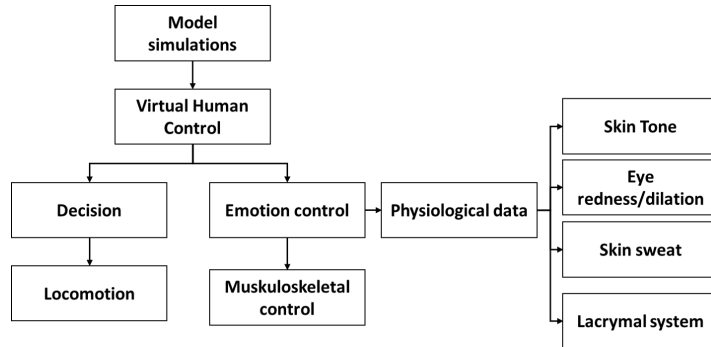 Model
simulations
Virtual Human
Control
Decision
Emotion control
Physiological data
Locomotion
Muskuloskeletal
control
Skin Tone
Eye
redness/dilation
Skin sweat
Lacrymal system